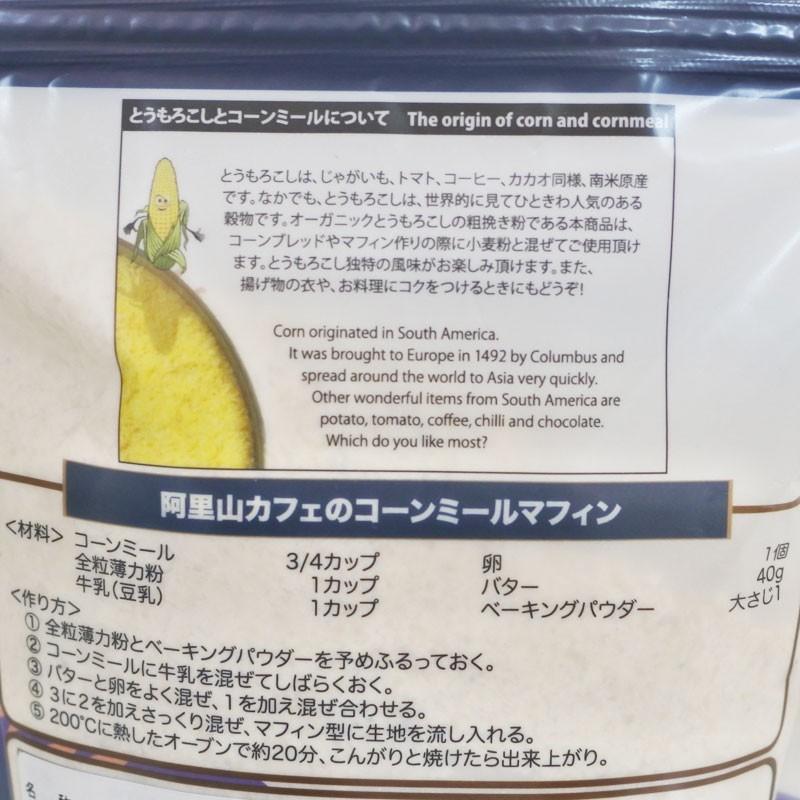 とうもろこしとコーンミールについて The origin of corn and cornmeal
とうもろこしは、じゃがいも、トマト、コーヒー、カカオ同様、南米原産
です。なかでも、とうもろこしは、世界的に見てひときわ人気のある
穀物です。オーガニックとうもろこしの粗挽き粉である本商品は、
コーンブレッドやマフィン作りの際に小麦粉と混ぜてご使用頂け
ます。とうもろこし独特の風味がお楽しみ頂けます。また、
揚げ物の衣や、お料理にコクをつけるときにもどうぞ!
Corn originated in South America.
It was brought to Europe in 1492 by Columbus and
spread around the world to Asia very quickly.
Other wonderful items from South America are
potato, tomato, coffee, chilli and chocolate.
Which do you like most?
阿里山カフェのコーンミールマフィン
<材料> コーンミール 3/4カップ 卵 1個
全粒薄力粉 1カップ バター 40g
牛乳(豆乳) 1カップ ベーキングパウダー 大さじ1
<作り方>
① 全粒薄力粉とベーキングパウダーを予めふるっておく。
② コーンミールに牛乳を混ぜてしばらくおく。
③ バターと卵をよく混ぜ、1を加え混ぜ合わせる。
④ 3に2を加えさっくり混ぜ、マフィン型に生地を流し入れる。
⑤ 200℃に熱したオーブンで約20分、こんがりと焼けたら出来上がり。
名